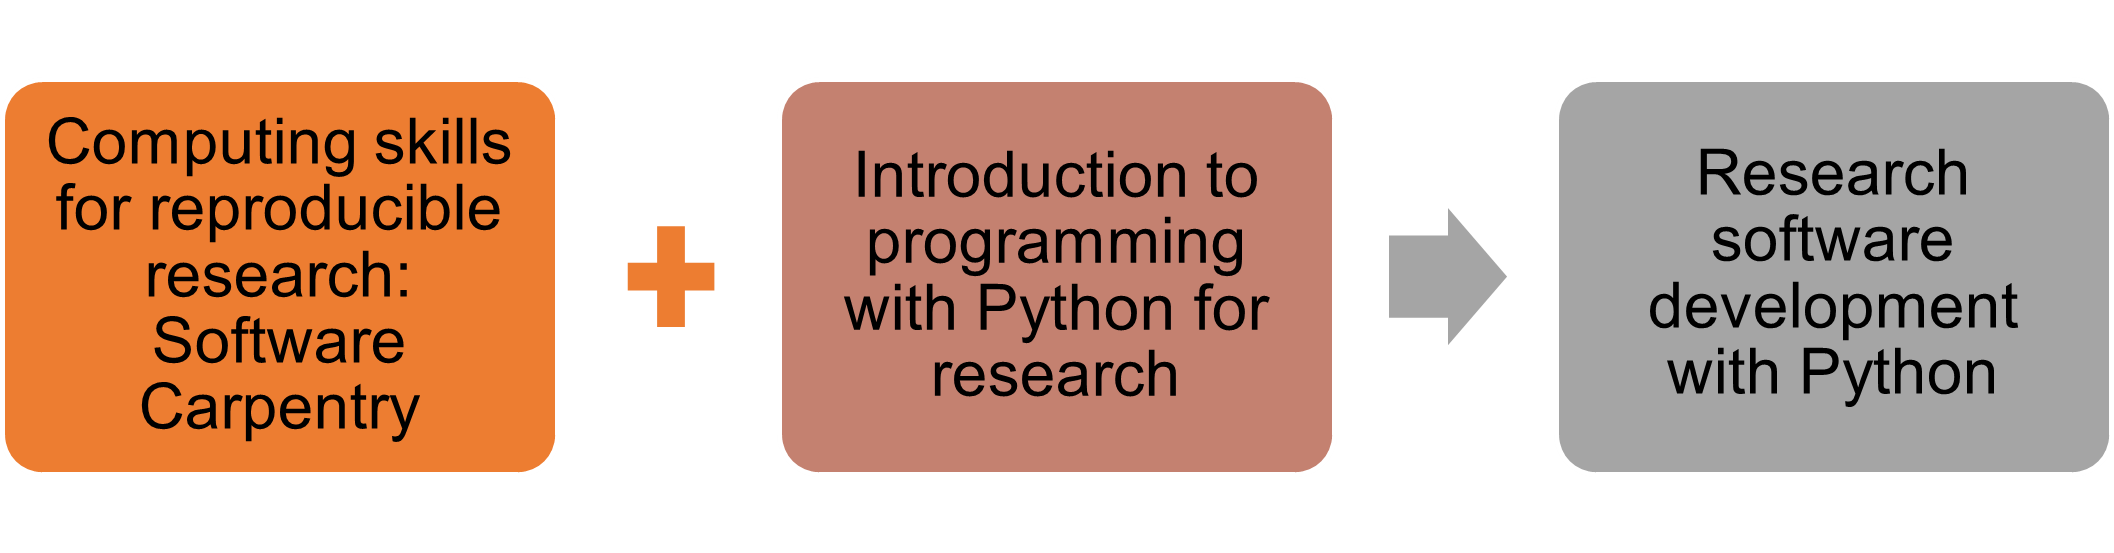 Computing skills
for reproducible
research:
Software
Carpentry
Introduction to
programming
with Python for
research
Research
software
development
with Python